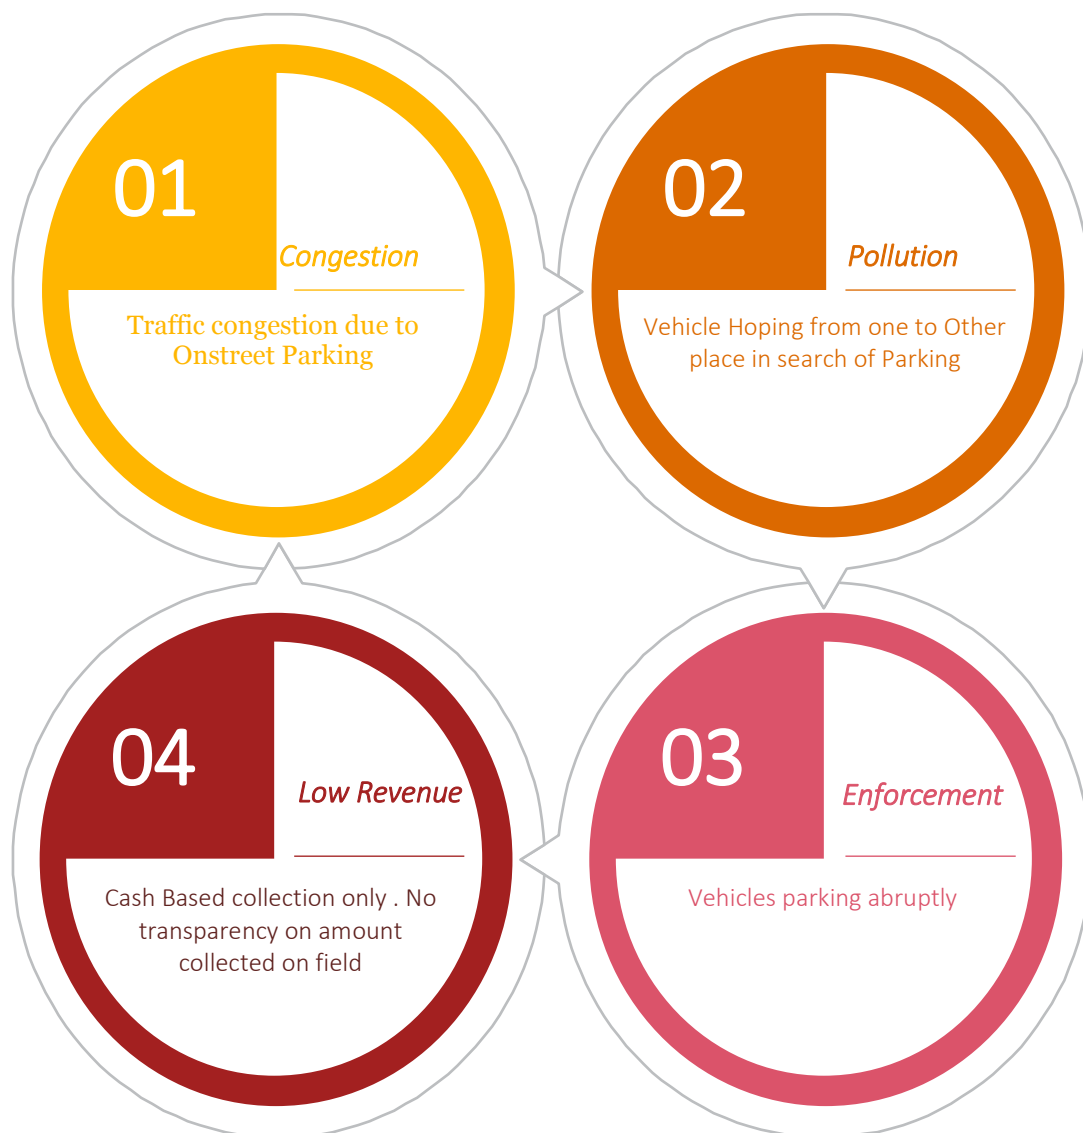 01
Congestion
Traffic congestion due to
Onstreet Parking
02
Pollution
Vehicle Hoping from one to Other
place in search of Parking
03
Enforcement
Vehicles parking abruptly
04
Low Revenue
Cash Based collection only . No
transparency on amount
collected on field